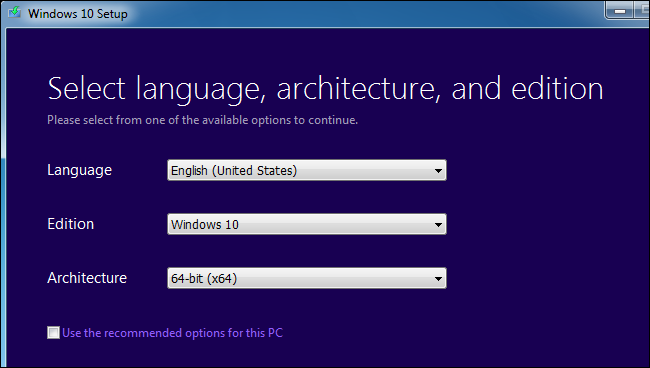 Windows 10 Setup
Select language, architecture, and edition
Please select from one of the available options to continue.
Language English (United States)
Edition Windows 10
Architecture 64-bit (x64)
Use the recommended options for this PC